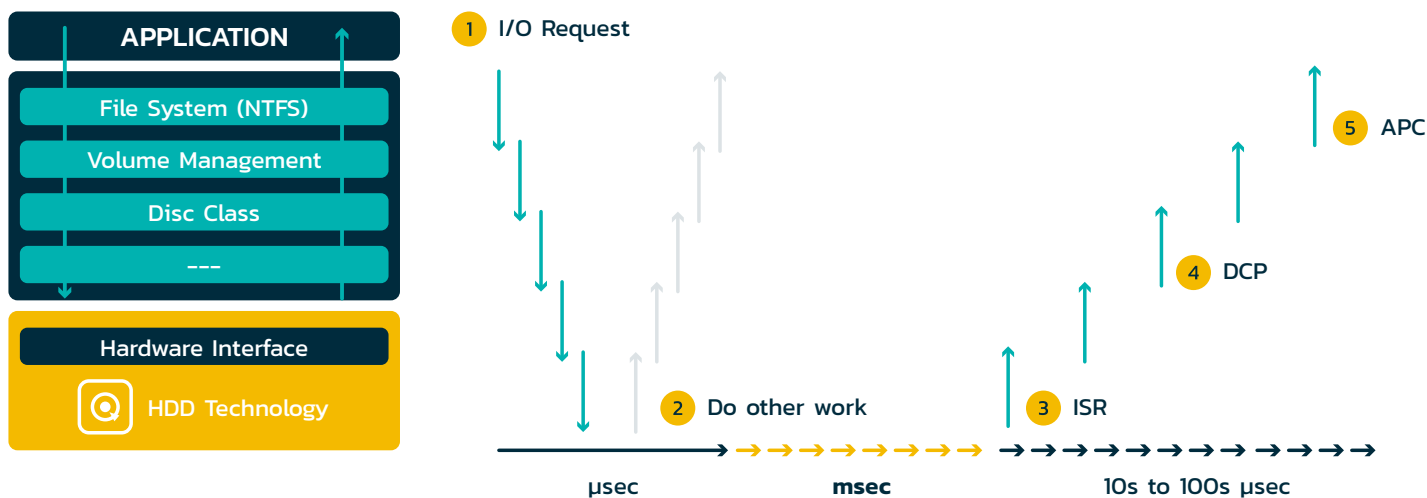 APPLICATION
File System (NTFS)
Volume Management
Disc Class
---
Hardware Interface
HDD Technology
1 I/O Request
2 Do other work
3 ISR
4 DCP
5 APC
μsec
msec
10s to 100s μsec